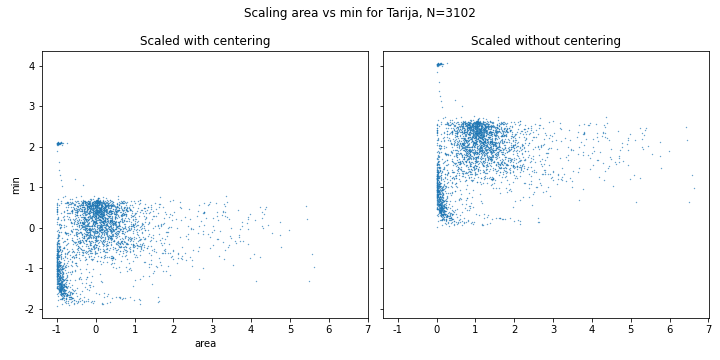 Scaling area vs min for Tarija, N=3102
Scaled with centering
Scaled without centering
4
3
2
1
0
-1
-2
min
-1 0 1 2 3 4 5 6 7
-1 0 1 2 3 4 5 6 7
area